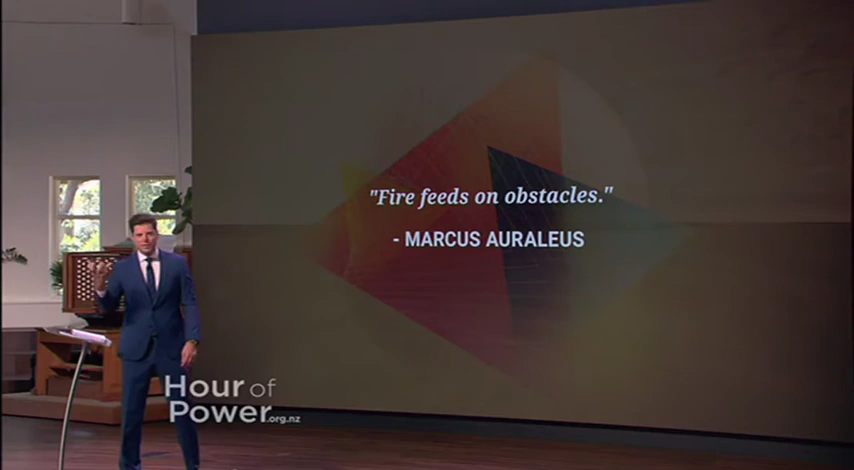 "Fire feeds on obstacles."
- MARCUS AURALEUS
Hour of
Power.org.nz